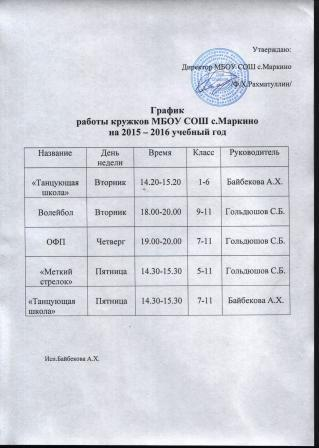 Утверждаю:
Директор МБОУ СОШ с.Маркино
/Ф.Х.Рахматуллин/
График
работы кружков МБОУ СОШ с.Маркино
на 2015 – 2016 учебный год
Название День недели Время Класс Руководитель
«Танцующая школа» Вторник 14.20-15.20 1-6 Байбекова А.Х.
Волейбол Вторник 18.00-20.00 9-11 Гольдюшов С.Б.
ОФП Четверг 19.00-20.00 7-11 Гольдюшов С.Б.
«Меткий стрелок» Пятница 14.30-15.30 5-11 Гольдюшов С.Б.
«Танцующая школа» Пятница 14.30-15.30 7-11 Байбекова А.Х.
Исп.Байбекова А.Х.